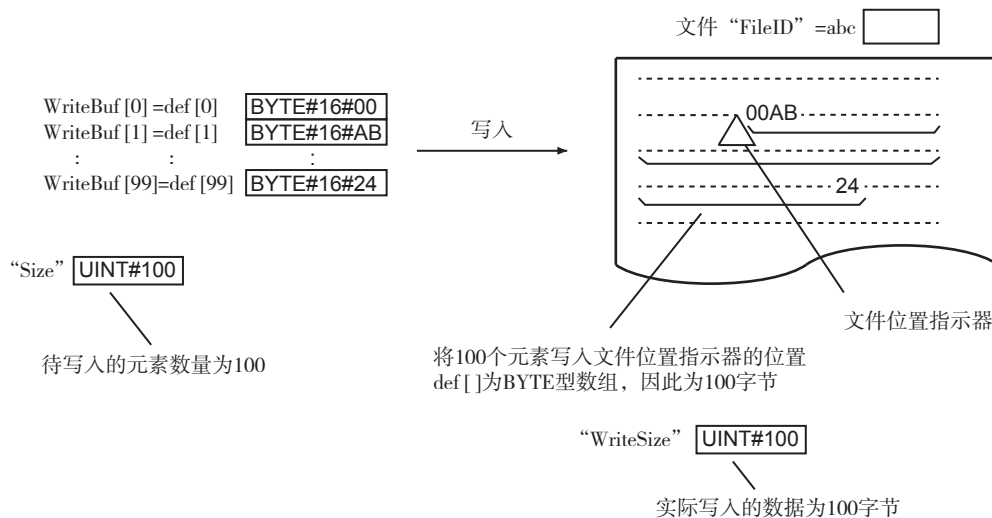 文件“FileID”=abc
WriteBuf[0]=def[0] BYTE#16#00
WriteBuf[1]=def[1] BYTE#16#AB
: : :
WriteBuf[99]=def[99] BYTE#16#24
写入
00AB
24
“Size” UINT#100
待写入的元素数量为100
文件位置指示器
将100个元素写入文件位置指示器的位置
def[ ]为BYTE型数组，因此为100字节
“WriteSize” UINT#100
实际写入的数据为100字节